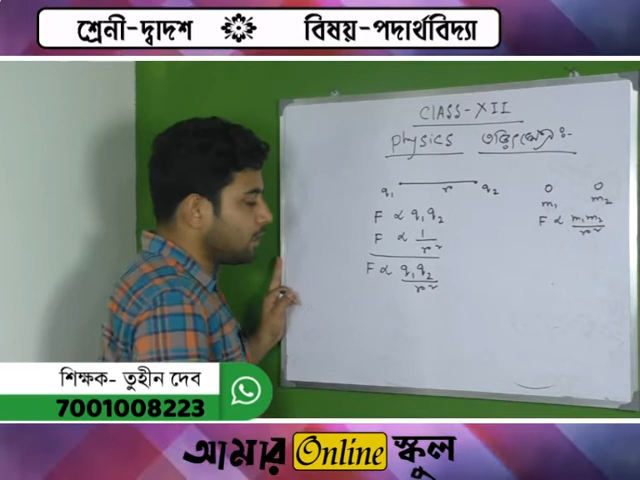 শ্রেনী-দ্বাদশ বিষয়-পদার্থবিদ্যা
CLASS-XII
Physics তড়িৎক্ষেত্র:-
q₁ r q₂
F ∝ q₁q₂
F ∝ 1/r²
F ∝ q₁q₂/r²
m₁ m₂
F ∝ m₁m₂/r²
শিক্ষক- তুহীন দেব
7001008223
আমার Online স্কুল